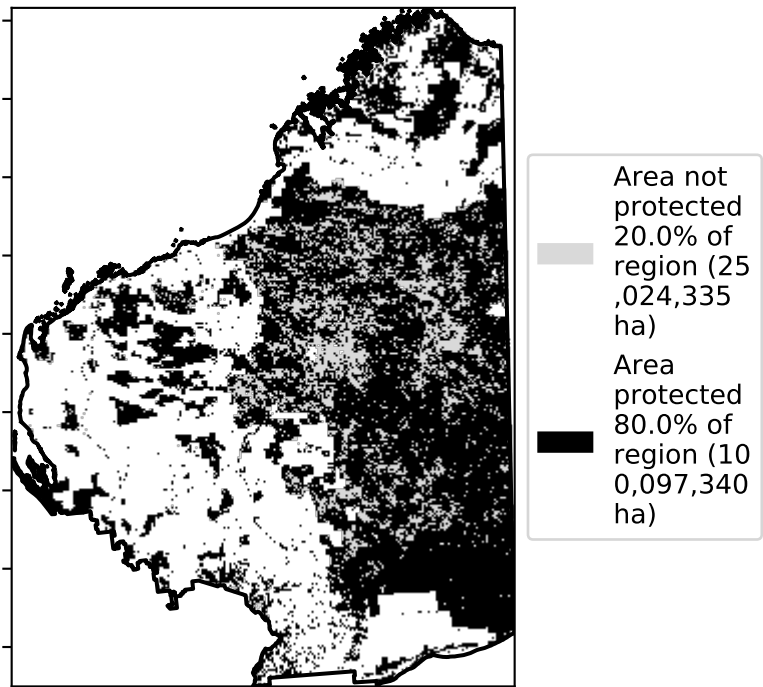 Area not
protected
20.0% of
region (25
,024,335
ha)
Area
protected
80.0% of
region (10
0,097,340
ha)